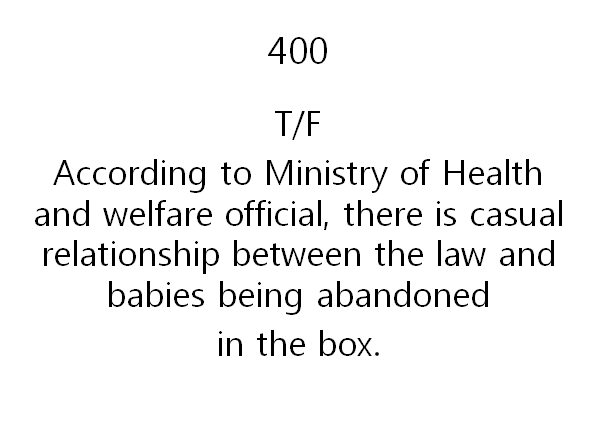 400
T/F
According to Ministry of Health
and welfare official, there is casual
relationship between the law and
babies being abandoned
in the box.